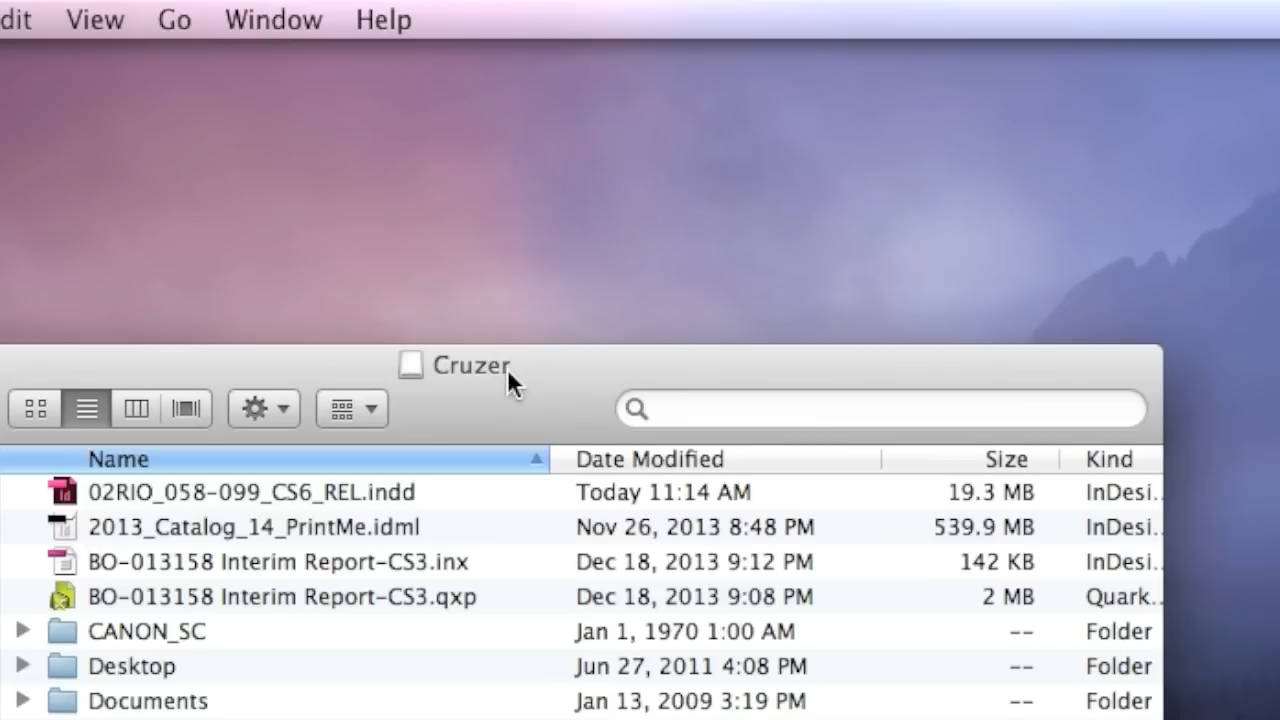 dit View Go Window Help
Cruzer
Name Date Modified Size Kind
02RIO_058-099_CS6_REL.indd Today 11:14 AM 19.3 MB InDesi..
2013_Catalog_14_PrintMe.idml Nov 26, 2013 8:48 PM 539.9 MB InDesi..
BO-013158 Interim Report-CS3.inx Dec 18, 2013 9:12 PM 142 KB InDesi..
BO-013158 Interim Report-CS3.qxp Dec 18, 2013 9:08 PM 2 MB Quark..
CANON_SC Jan 1, 1970 1:00 AM -- Folder
Desktop Jun 27, 2011 4:08 PM -- Folder
Documents Jan 13, 2009 3:19 PM -- Folder